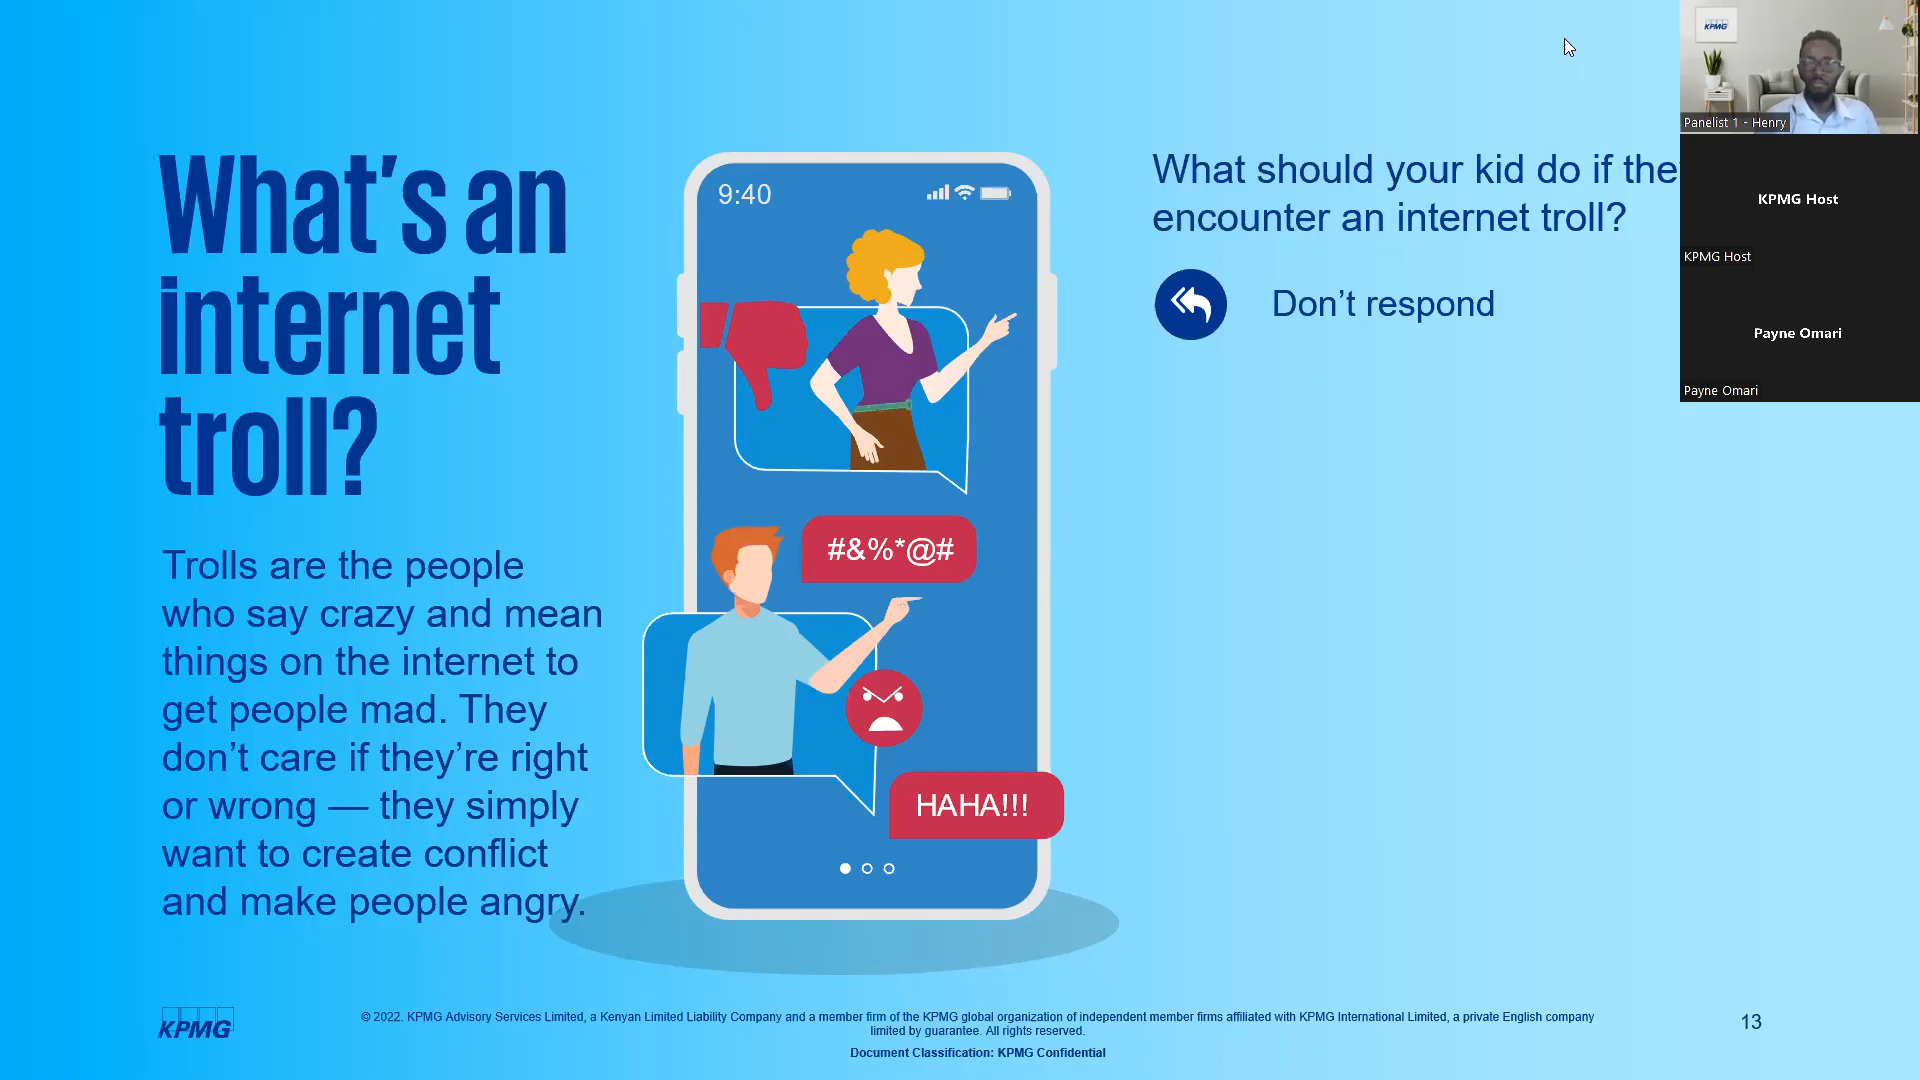 What's an
internet
troll?
Trolls are the people
who say crazy and mean
things on the internet to
get people mad. They
don't care if they're right
or wrong — they simply
want to create conflict
and make people angry.
9:40
#&%*@#
HAHA!!!
What should your kid do if the
encounter an internet troll?
Don't respond
KPMG
Panelist 1 - Henry
KPMG Host
KPMG Host
Payne Omari
Payne Omari
KPMG
© 2022. KPMG Advisory Services Limited, a Kenyan Limited Liability Company and a member firm of the KPMG global organization of independent member firms affiliated with KPMG International Limited, a private English company
limited by guarantee. All rights reserved.
Document Classification: KPMG Confidential
13